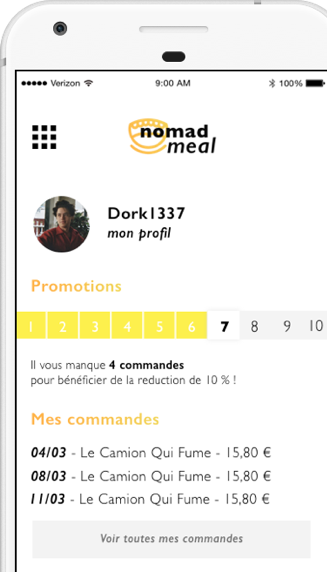 Verizon 9:00 AM 100%
nomad
meal
Dork1337
mon profil
Promotions
1 2 3 4 5 6 7 8 9 10
Il vous manque 4 commandes
pour bénéficier de la reduction de 10 % !
Mes commandes
04/03 - Le Camion Qui Fume - 15,80 €
08/03 - Le Camion Qui Fume - 15,80 €
11/03 - Le Camion Qui Fume - 15,80 €
Voir toutes mes commandes